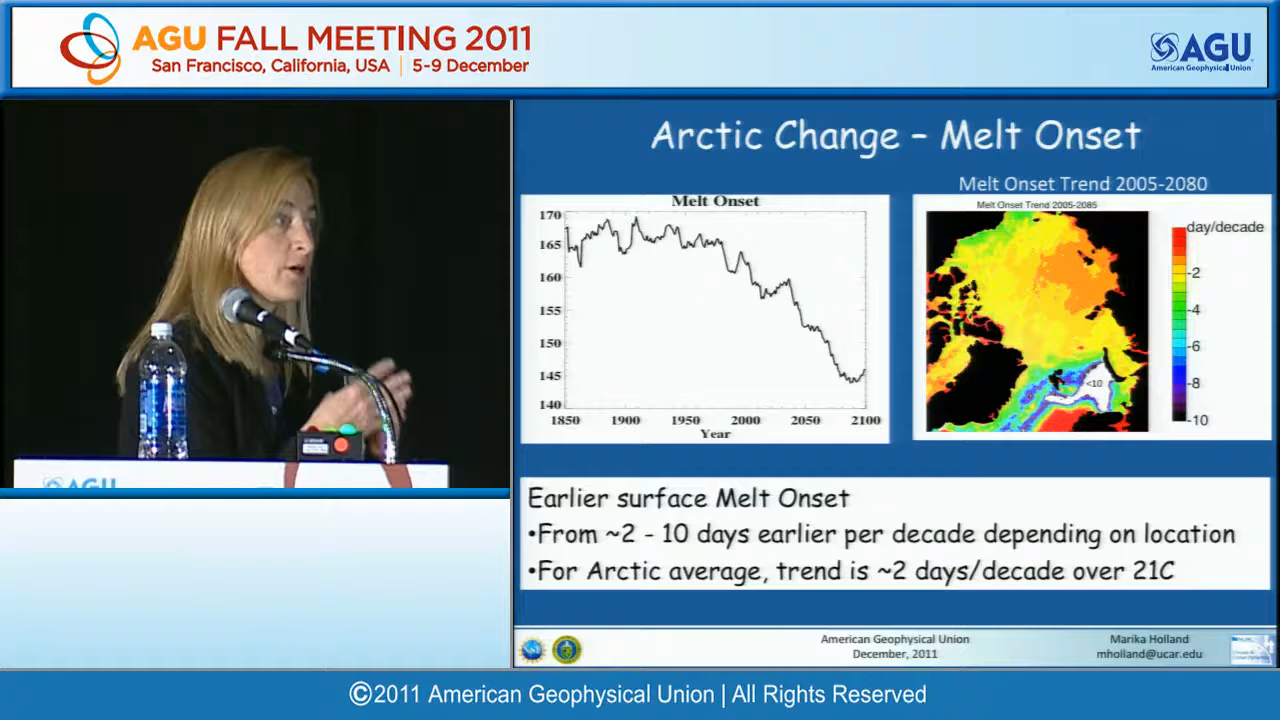 AGU FALL MEETING 2011
San Francisco, California, USA | 5-9 December
AGU
American Geophysical Union
Arctic Change – Melt Onset
Melt Onset Trend 2005-2080
Melt Onset
170
165
160
155
150
145
140
1850 1900 1950 2000 2050 2100
Year
Melt Onset Trend 2005-2085
day/decade
-2
-4
-6
-8
-10
<10
AGU
Earlier surface Melt Onset
•From ~2 - 10 days earlier per decade depending on location
•For Arctic average, trend is ~2 days/decade over 21C
American Geophysical Union
December, 2011
Marika Holland
mholland@ucar.edu
©2011 American Geophysical Union | All Rights Reserved